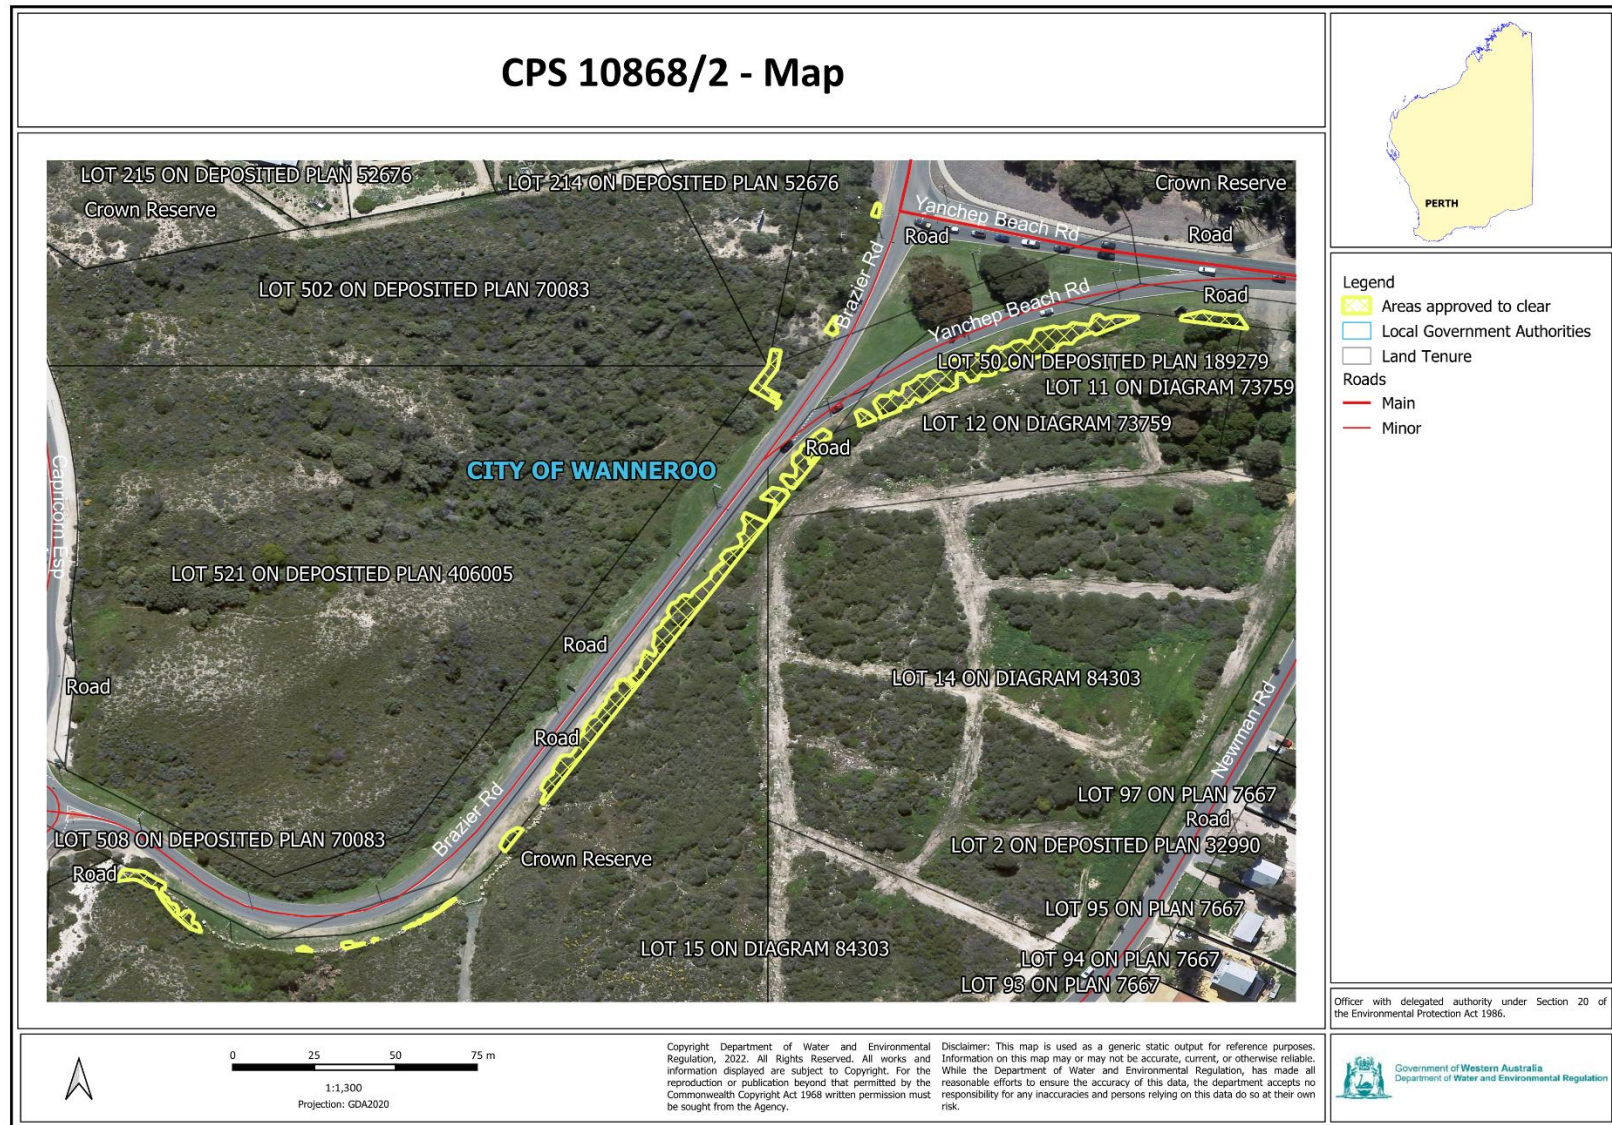 CPS 10868/2 - Map
LOT 215 ON DEPOSITED PLAN 52676
Crown Reserve
LOT 214 ON DEPOSITED PLAN 52676
Crown Reserve
Yanchep Beach Rd
Road
Road
Brazier Rd
LOT 502 ON DEPOSITED PLAN 70083
Yanchep Beach Rd
Road
LOT 50 ON DEPOSITED PLAN 189279
LOT 11 ON DIAGRAM 73759
LOT 12 ON DIAGRAM 73759
Road
CITY OF WANNEROO
Capricorn Esp
LOT 521 ON DEPOSITED PLAN 406005
Road
Road
LOT 14 ON DIAGRAM 84303
Newman Rd
Road
LOT 97 ON PLAN 7667
Road
Brazier Rd
LOT 508 ON DEPOSITED PLAN 70083
LOT 2 ON DEPOSITED PLAN 32990
Crown Reserve
Road
LOT 95 ON PLAN 7667
LOT 15 ON DIAGRAM 84303
LOT 94 ON PLAN 7667
LOT 93 ON PLAN 7667
PERTH
Legend
Areas approved to clear
Local Government Authorities
Land Tenure
Roads
Main
Minor
Officer with delegated authority under Section 20 of
the Environmental Protection Act 1986.
0 25 50 75 m
1:1,300
Projection: GDA2020
Copyright Department of Water and Environmental
Regulation, 2022. All Rights Reserved. All works and
information displayed are subject to Copyright. For the
reproduction or publication beyond that permitted by the
Commonwealth Copyright Act 1968 written permission must
be sought from the Agency.
Disclaimer: This map is used as a generic static output for reference purposes.
Information on this map may or may not be accurate, current, or otherwise reliable.
While the Department of Water and Environmental Regulation, has made all
reasonable efforts to ensure the accuracy of this data, the department accepts no
responsibility for any inaccuracies and persons relying on this data do so at their own
risk.
Government of Western Australia
Department of Water and Environmental Regulation